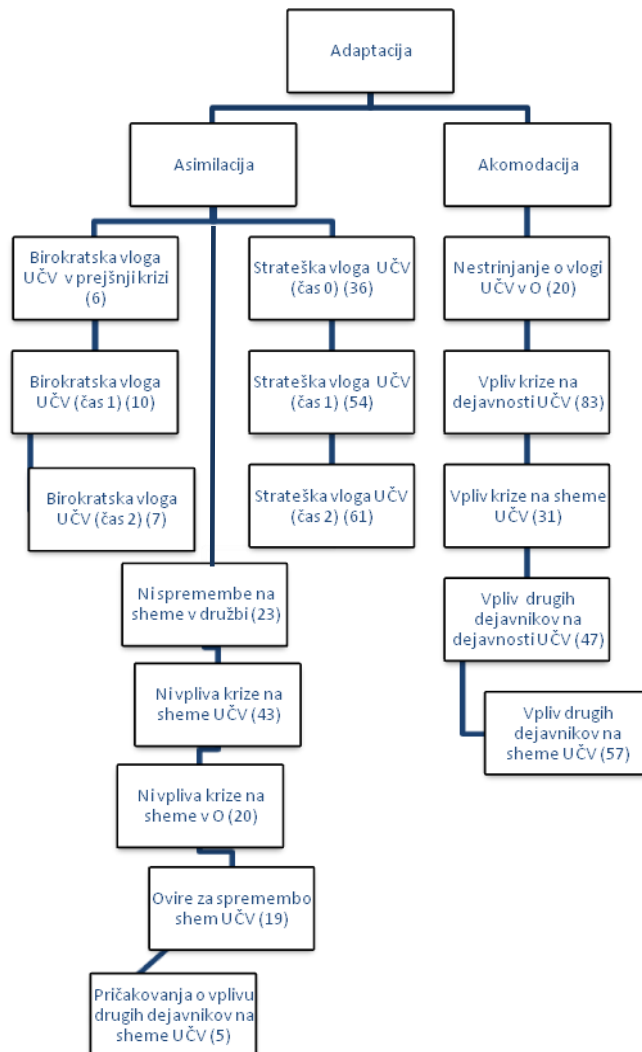 Adaptacija
Asimilacija
Akomodacija
Birokratska vloga
UČV v prejšnji krizi
(6)
Strateška vloga UČV
(čas 0) (36)
Nestrinjanje o vlogi
UČV v O (20)
Birokratska vloga
UČV (čas 1) (10)
Strateška vloga UČV
(čas 1) (54)
Vpliv krize na
dejavnosti UČV (83)
Birokratska vloga
UČV (čas 2) (7)
Strateška vloga UČV
(čas 2) (61)
Vpliv krize na sheme
UČV (31)
Ni spremembe na
sheme v družbi (23)
Vpliv drugih
dejavnikov na
dejavnosti UČV (47)
Ni vpliva krize na
sheme UČV (43)
Vpliv drugih
dejavnikov na
sheme UČV (57)
Ni vpliva krize na
sheme v O (20)
Ovire za spremembo
shem UČV (19)
Pričakovanja o vplivu
drugih dejavnikov na
sheme UČV (5)